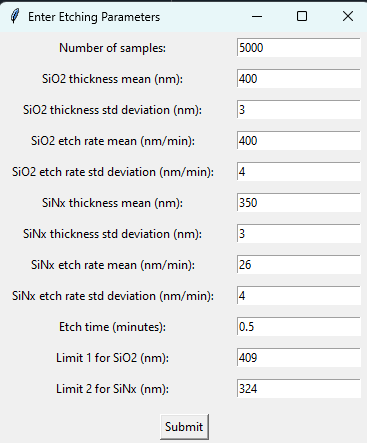 Enter Etching Parameters
Number of samples: 5000
SiO2 thickness mean (nm): 400
SiO2 thickness std deviation (nm): 3
SiO2 etch rate mean (nm/min): 400
SiO2 etch rate std deviation (nm/min): 4
SiNx thickness mean (nm): 350
SiNx thickness std deviation (nm): 3
SiNx etch rate mean (nm/min): 26
SiNx etch rate std deviation (nm/min): 4
Etch time (minutes): 0.5
Limit 1 for SiO2 (nm): 409
Limit 2 for SiNx (nm): 324
Submit